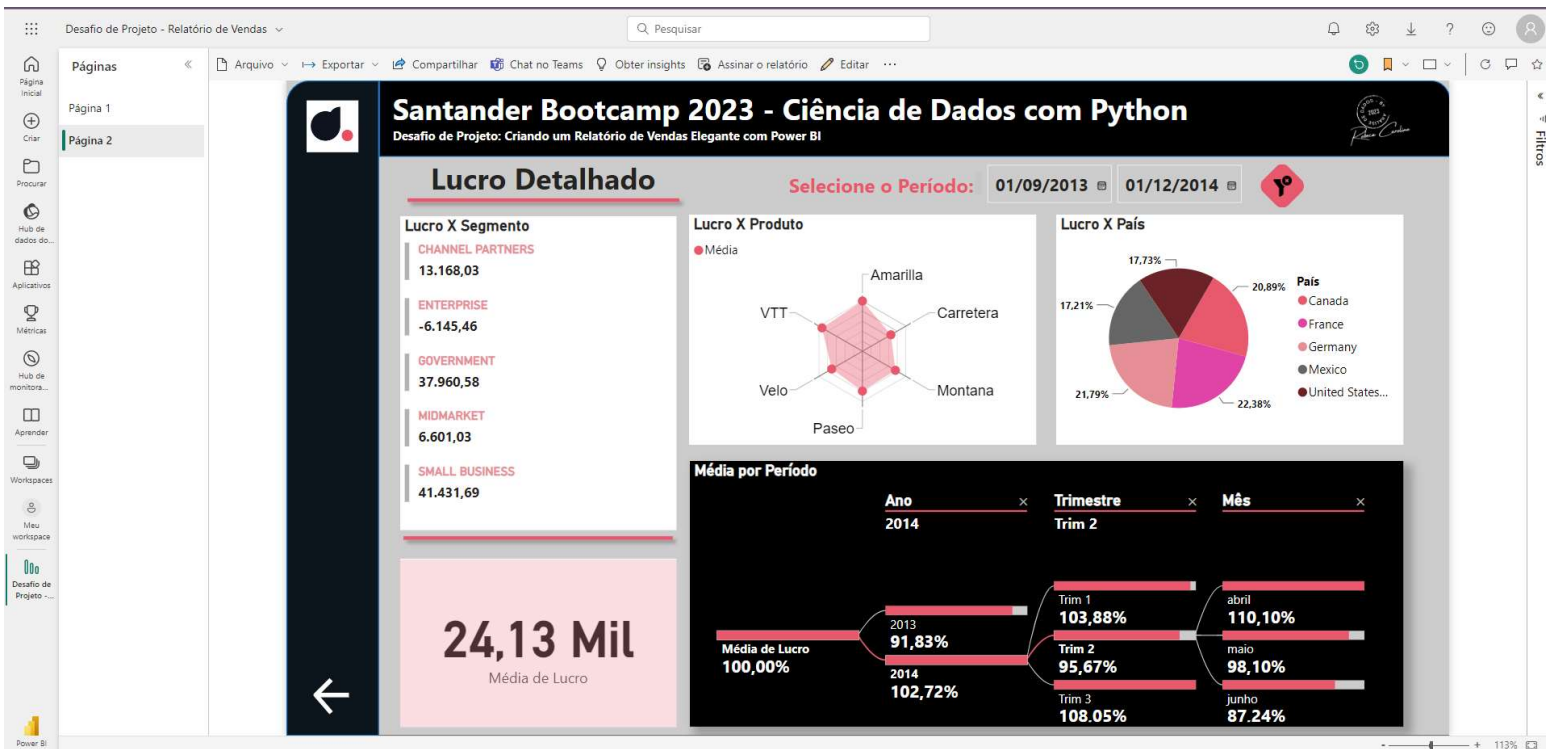 Desafio de Projeto - Relatório de Vendas
Pesquisar
?
Página
Inicial
Criar
Procurar
Hub de
dados do...
Aplicativos
Métricas
Hub de
monitora...
Aprender
Workspaces
Meu
workspace
Desafio de
Projeto -...
Power BI
Páginas
Página 1
Página 2
Arquivo Exportar Compartilhar Chat no Teams Obter insights Assinar o relatório Editar ...
Filtros
Santander Bootcamp 2023 - Ciência de Dados com Python
Desafio de Projeto: Criando um Relatório de Vendas Elegante com Power BI
Lucro Detalhado
Selecione o Período: 01/09/2013 01/12/2014
Lucro X Segmento
CHANNEL PARTNERS
13.168,03
ENTERPRISE
-6.145,46
GOVERNMENT
37.960,58
MIDMARKET
6.601,03
SMALL BUSINESS
41.431,69
24,13 Mil
Média de Lucro
Lucro X Produto
Média
Amarilla
Carretera
Montana
Paseo
Velo
VTT
Lucro X País
17,73%
20,89%
17,21%
21,79%
22,38%
País
Canada
France
Germany
Mexico
United States...
Média por Período
Ano Trimestre Mês
2014 Trim 2
Média de Lucro
100,00%
2013
91,83%
2014
102,72%
Trim 1
103,88%
Trim 2
95,67%
Trim 3
108.05%
abril
110,10%
maio
98,10%
junho
87.24%
113%